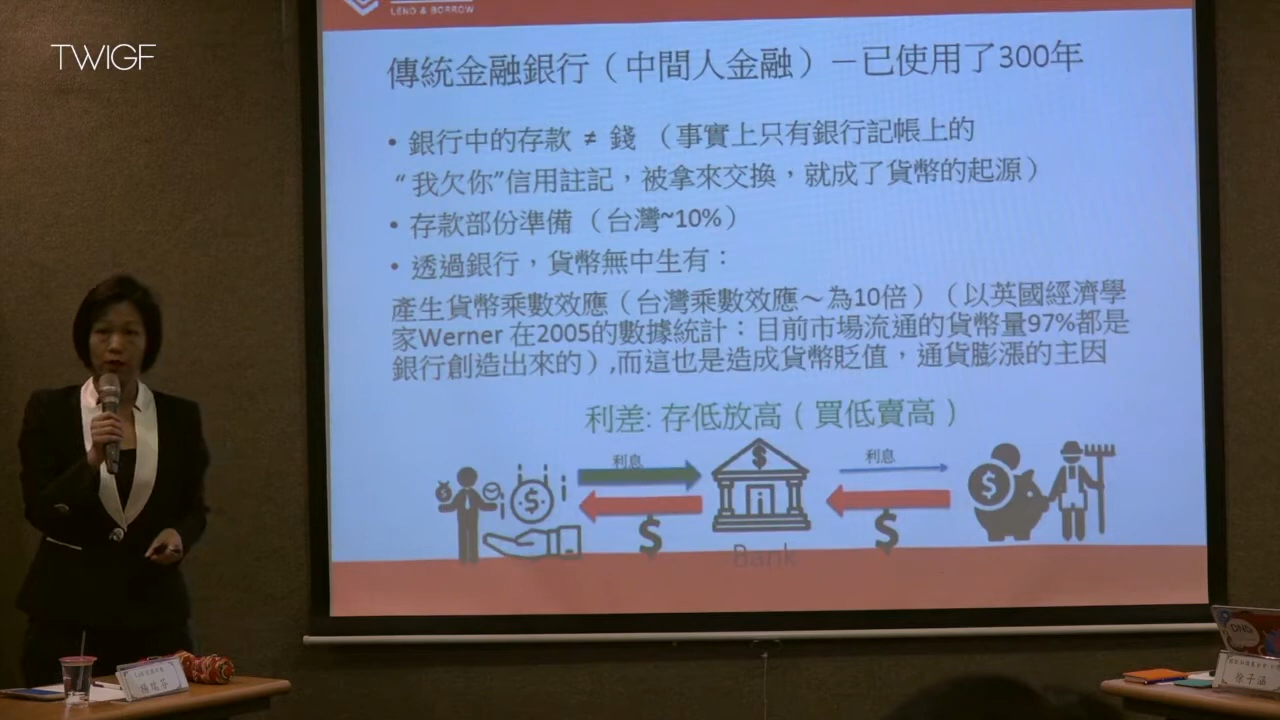 TWIGF
LEND & BORROW
傳統金融銀行（中間人金融）－已使用了300年
• 銀行中的存款 ≠ 錢 （事實上只有銀行記帳上的
“我欠你”信用註記，被拿來交換，就成了貨幣的起源）
• 存款部份準備 （台灣~10%）
• 透過銀行，貨幣無中生有：
產生貨幣乘數效應（台灣乘數效應～為10倍）（以英國經濟學
家Werner 在2005的數據統計：目前市場流通的貨幣量97%都是
銀行創造出來的）,而這也是造成貨幣貶值，通貨膨漲的主因
利差: 存低放高（買低賣高）
利息
利息
$
$
$
$
$
Bank
楊瑞芬
徐子涵